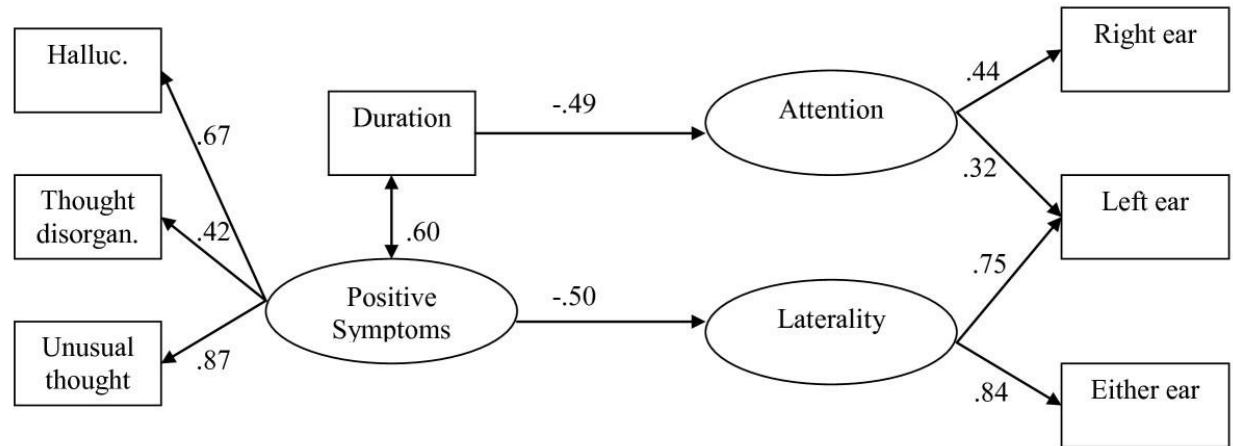 Halluc.
Right ear
.44
-.49
Attention
Duration
.67
.32
Thought
disorgan.
Left ear
.42
.60
.75
-.50
Positive
Symptoms
Laterality
Unusual
thought
.87
.84
Either ear